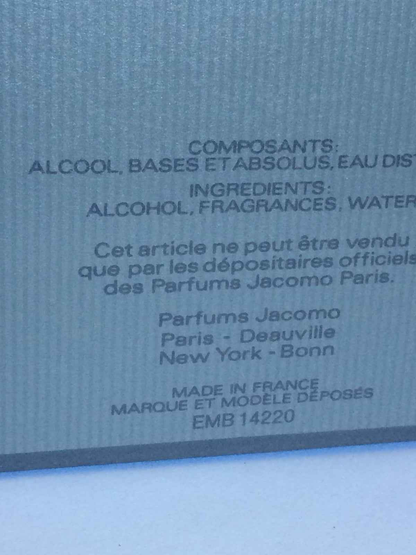 COMPOSANTS:
ALCOOL, BASES ET ABSOLUS, EAU DIST
INGREDIENTS:
ALCOHOL, FRAGRANCES, WATER
Cet article ne peut être vendu
que par les dépositaires officiels
des Parfums Jacomo Paris.
Parfums Jacomo
Paris - Deauville
New York - Bonn
MADE IN FRANCE
MARQUE ET MODÈLE DÉPOSÉS
EMB 14220